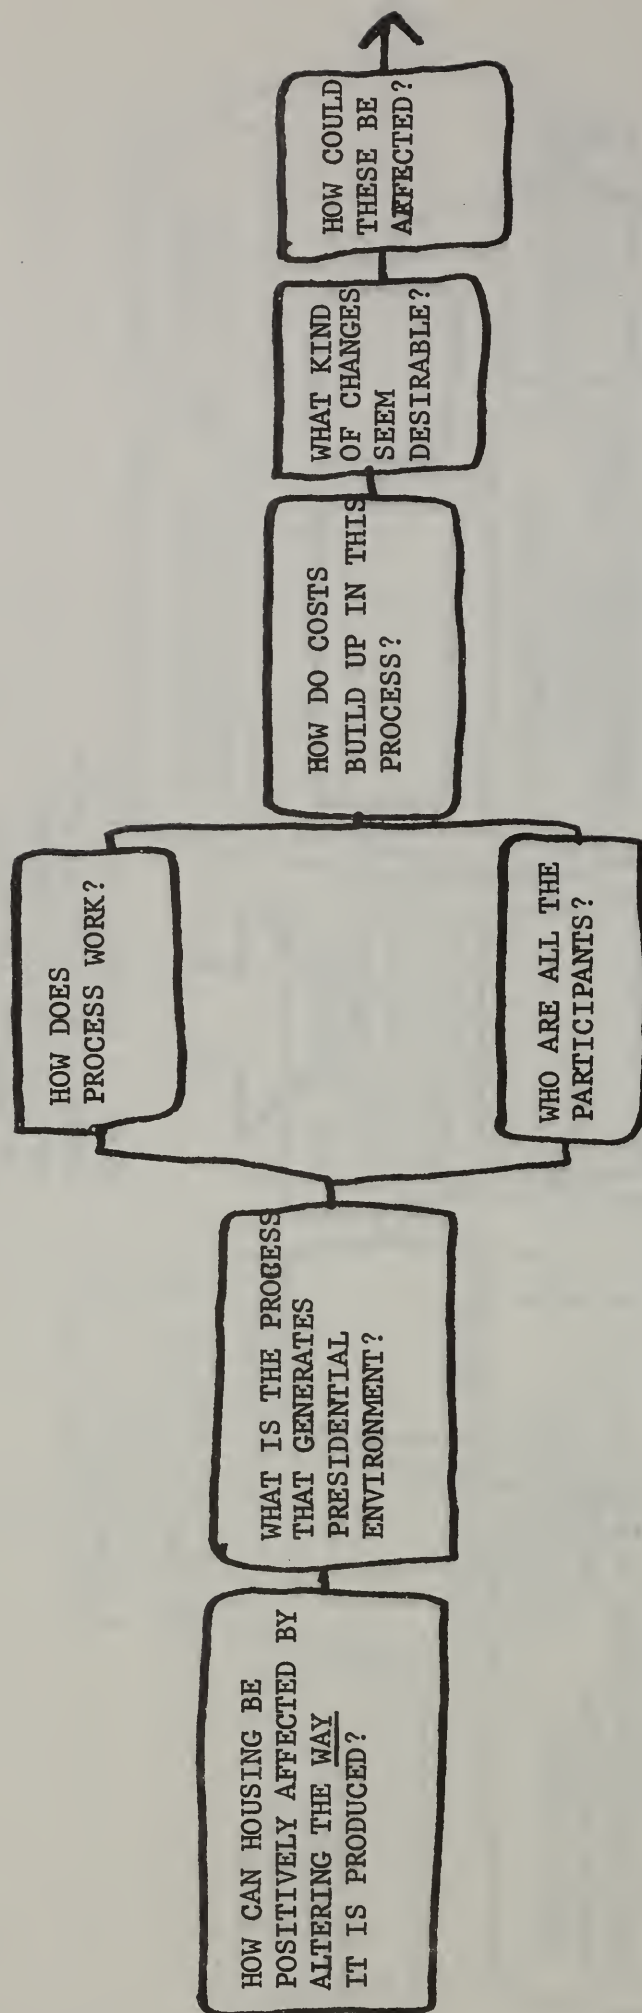 HOW CAN HOUSING BE
POSITIVELY AFFECTED BY
ALTERING THE WAY
IT IS PRODUCED?
WHAT IS THE PROCESS
THAT GENERATES
PRESIDENTIAL
ENVIRONMENT?
HOW DOES
PROCESS WORK?
WHO ARE ALL THE
PARTICIPANTS?
HOW DO COSTS
BUILD UP IN THIS
PROCESS?
WHAT KIND
OF CHANGES
SEEM
DESIRABLE?
HOW COULD
THESE BE
AFFECTED?